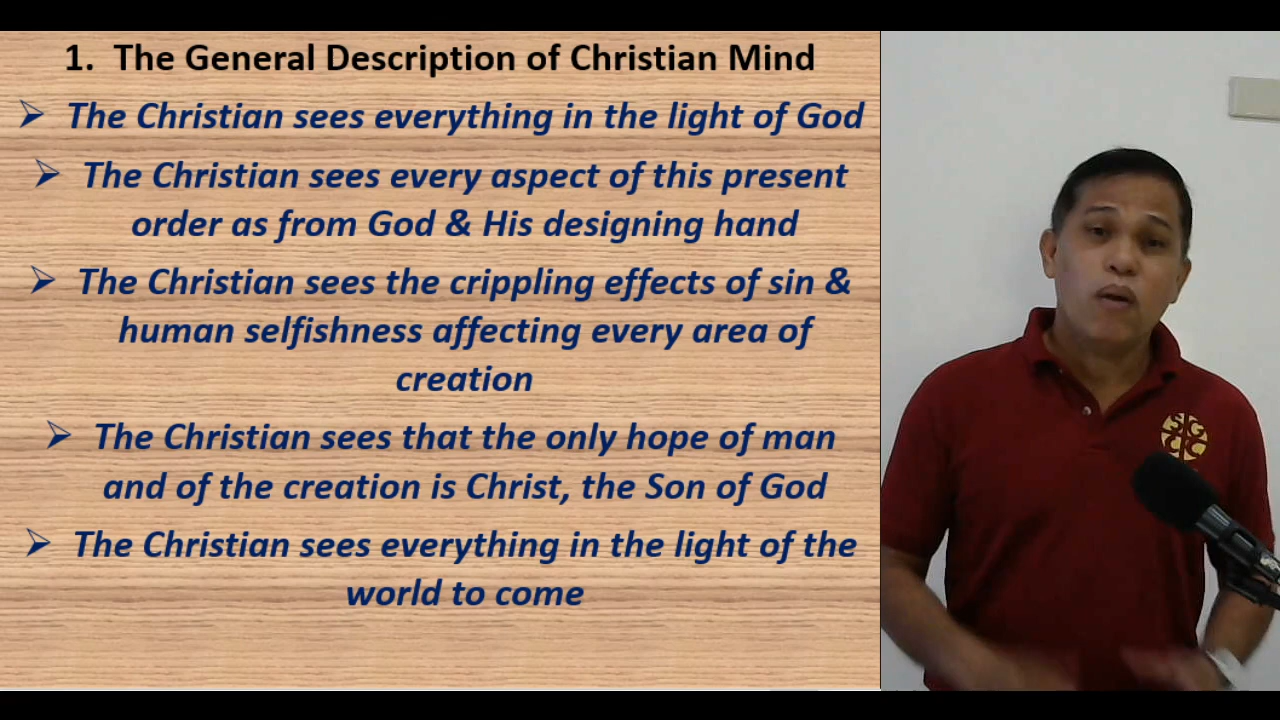 1. The General Description of Christian Mind
➢ The Christian sees everything in the light of God
➢ The Christian sees every aspect of this present
order as from God & His designing hand
➢ The Christian sees the crippling effects of sin &
human selfishness affecting every area of
creation
➢ The Christian sees that the only hope of man
and of the creation is Christ, the Son of God
➢ The Christian sees everything in the light of the
world to come